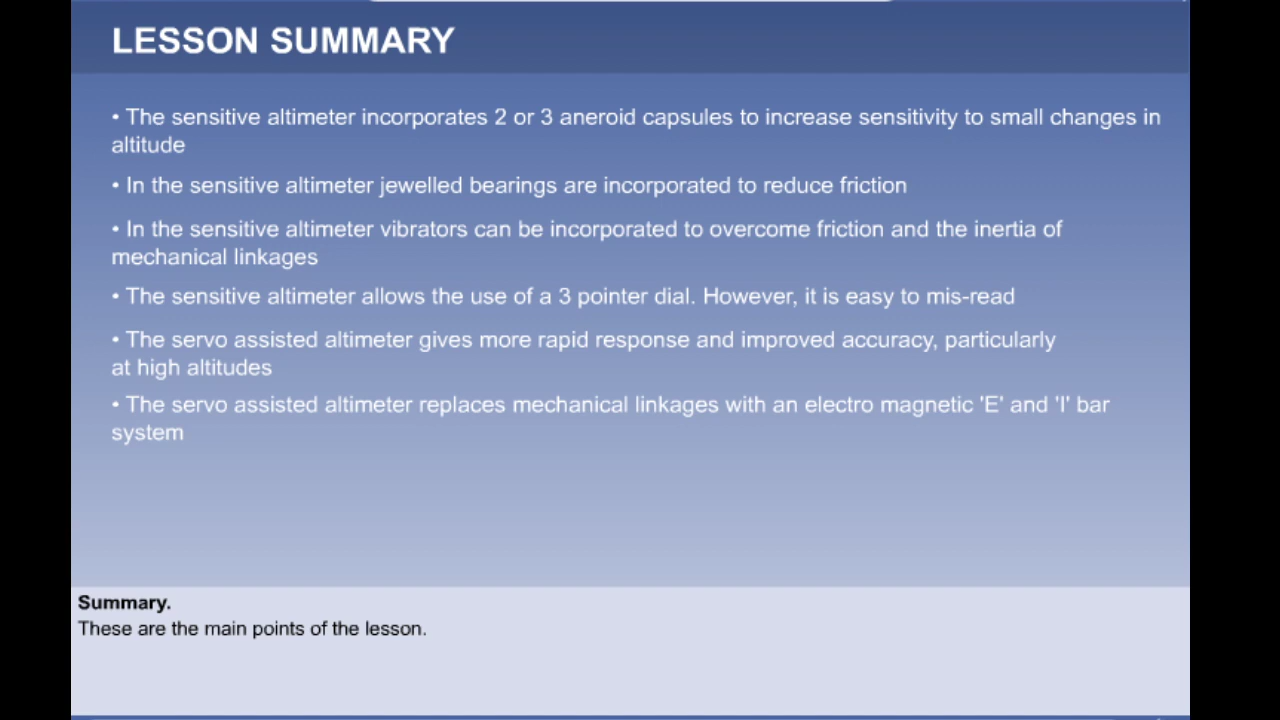 LESSON SUMMARY
• The sensitive altimeter incorporates 2 or 3 aneroid capsules to increase sensitivity to small changes in
altitude
• In the sensitive altimeter jewelled bearings are incorporated to reduce friction
• In the sensitive altimeter vibrators can be incorporated to overcome friction and the inertia of
mechanical linkages
• The sensitive altimeter allows the use of a 3 pointer dial. However, it is easy to mis-read
• The servo assisted altimeter gives more rapid response and improved accuracy, particularly
at high altitudes
• The servo assisted altimeter replaces mechanical linkages with an electro magnetic 'E' and 'I' bar
system
Summary.
These are the main points of the lesson.